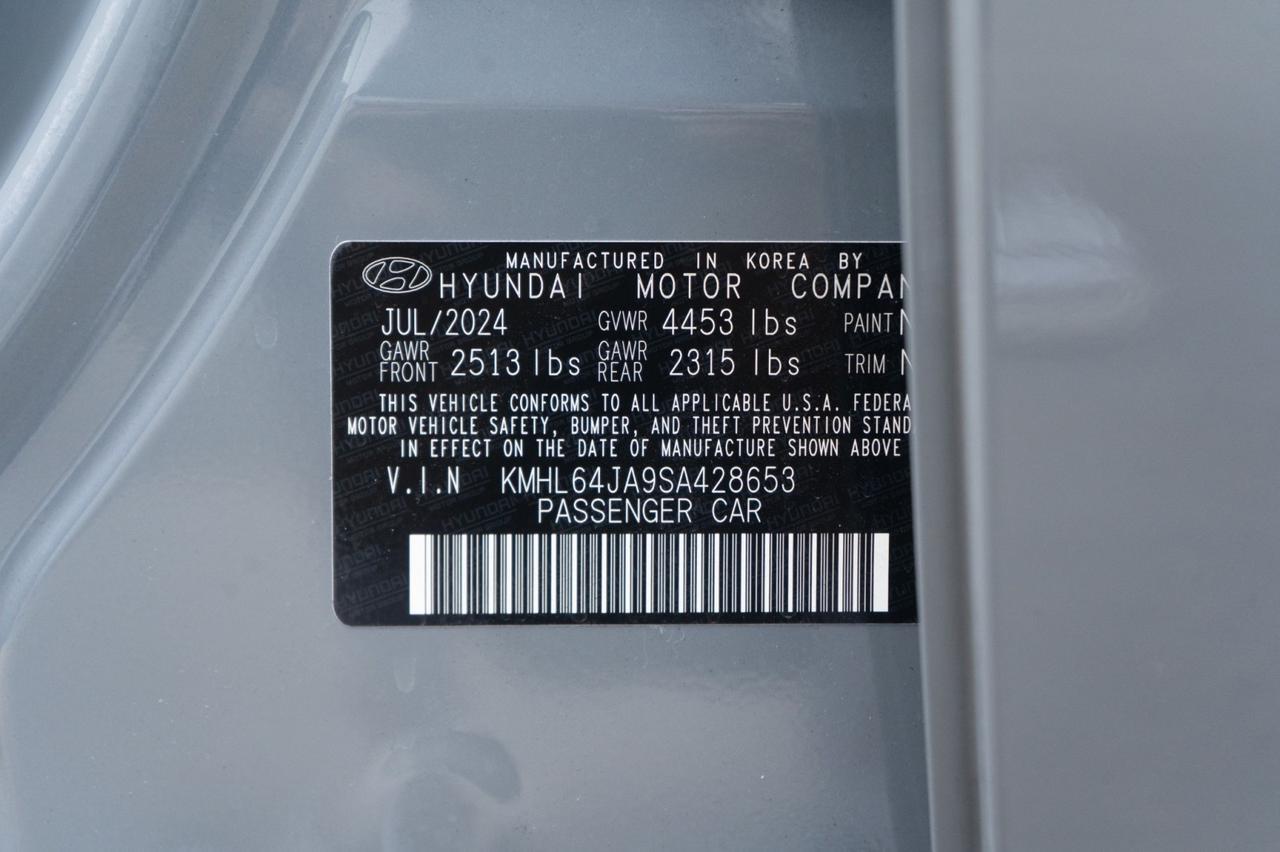 MANUFACTURED IN KOREA BY
HYUNDAI MOTOR COMPAN
JUL/2024 GVWR 4453 lbs PAINT
GAWR FRONT 2513 lbs GAWR REAR 2315 lbs TRIM
THIS VEHICLE CONFORMS TO ALL APPLICABLE U.S.A. FEDERA
MOTOR VEHICLE SAFETY, BUMPER, AND THEFT PREVENTION STAND
IN EFFECT ON THE DATE OF MANUFACTURE SHOWN ABOVE
V.I.N KMHL64JA9SA428653
PASSENGER CAR